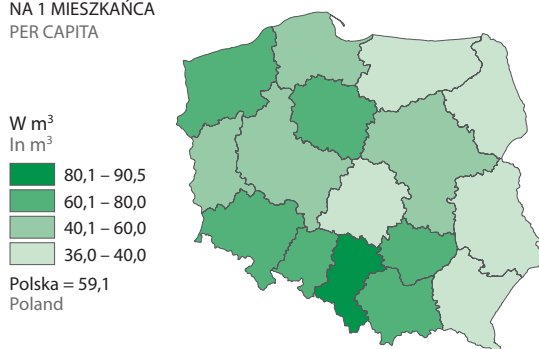 NA 1 MIESZKAŃCA
PER CAPITA
W m³
In m³
80,1 – 90,5
60,1 – 80,0
40,1 – 60,0
36,0 – 40,0
Polska = 59,1
Poland